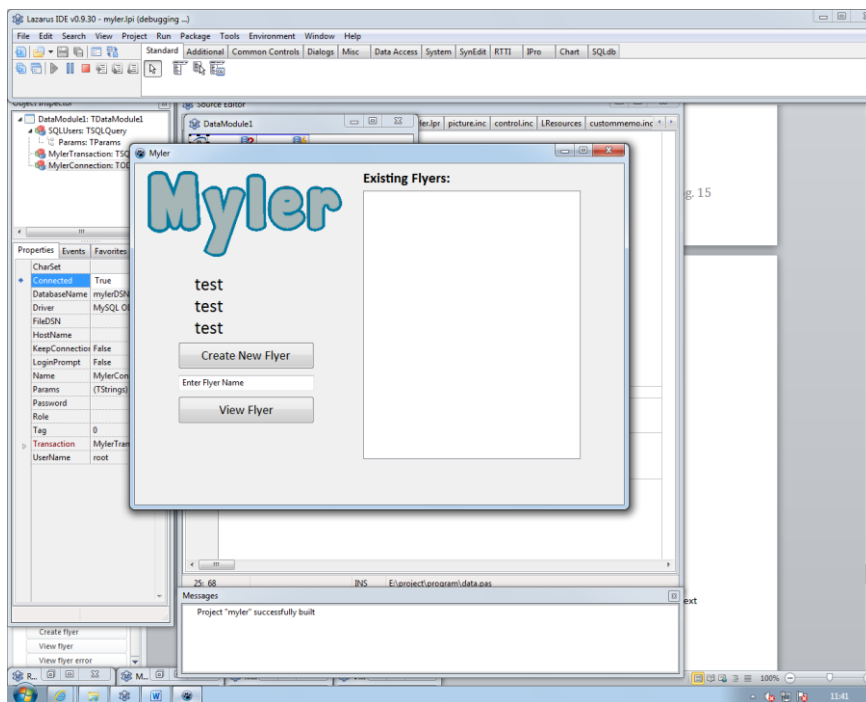 Lazarus IDE v0.9.30 - myler.lpi (debugging ...)
File Edit Search View Project Run Package Tools Environment Window Help
Standard Additional Common Controls Dialogs Misc Data Access System SynEdit RTTI IPro Chart SQLdb
Object Inspector
Source Editor
DataModule1: TDataModule1
SQLUsers: TSQLQuery
Params: TParams
MylerTransaction: TSQ
MylerConnection: TOD
DataModule1
ler.lpr picture.inc control.inc LResources custommemo.inc
Myler
Myler
Existing Flyers:
test
test
test
Create New Flyer
Enter Flyer Name
View Flyer
Properties Events Favorites
CharSet
Connected True
DatabaseName mylerDSN
Driver MySQL O
FileDSN
HostName
KeepConnection False
LoginPrompt False
Name MylerCon
Params (TStrings)
Password
Role
Tag 0
Transaction MylerTran
UserName root
g. 15
25: 68 INS E:\project\program\data.pas
Messages
Project "myler" successfully built
ext
Create flyer
View flyer
View flyer error
R... M...
100%
11:41